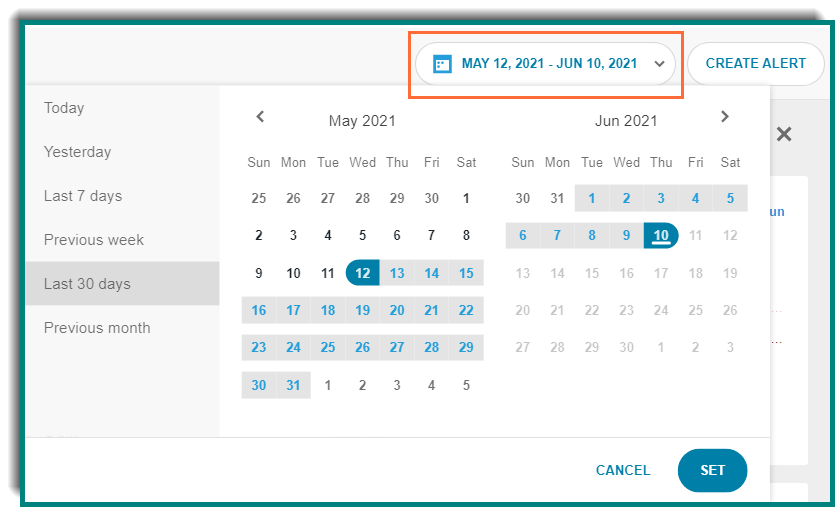 MAY 12, 2021 - JUN 10, 2021 CREATE ALERT
Today
Yesterday
Last 7 days
Previous week
Last 30 days
Previous month
May 2021
Sun Mon Tue Wed Thu Fri Sat
25 26 27 28 29 30 1
2 3 4 5 6 7 8
9 10 11 12 13 14 15
16 17 18 19 20 21 22
23 24 25 26 27 28 29
30 31 1 2 3 4 5
Jun 2021
Sun Mon Tue Wed Thu Fri Sat
30 31 1 2 3 4 5
6 7 8 9 10 11 12
13 14 15 16 17 18 19
20 21 22 23 24 25 26
27 28 29 30 1 2 3
un
...
...
CANCEL SET